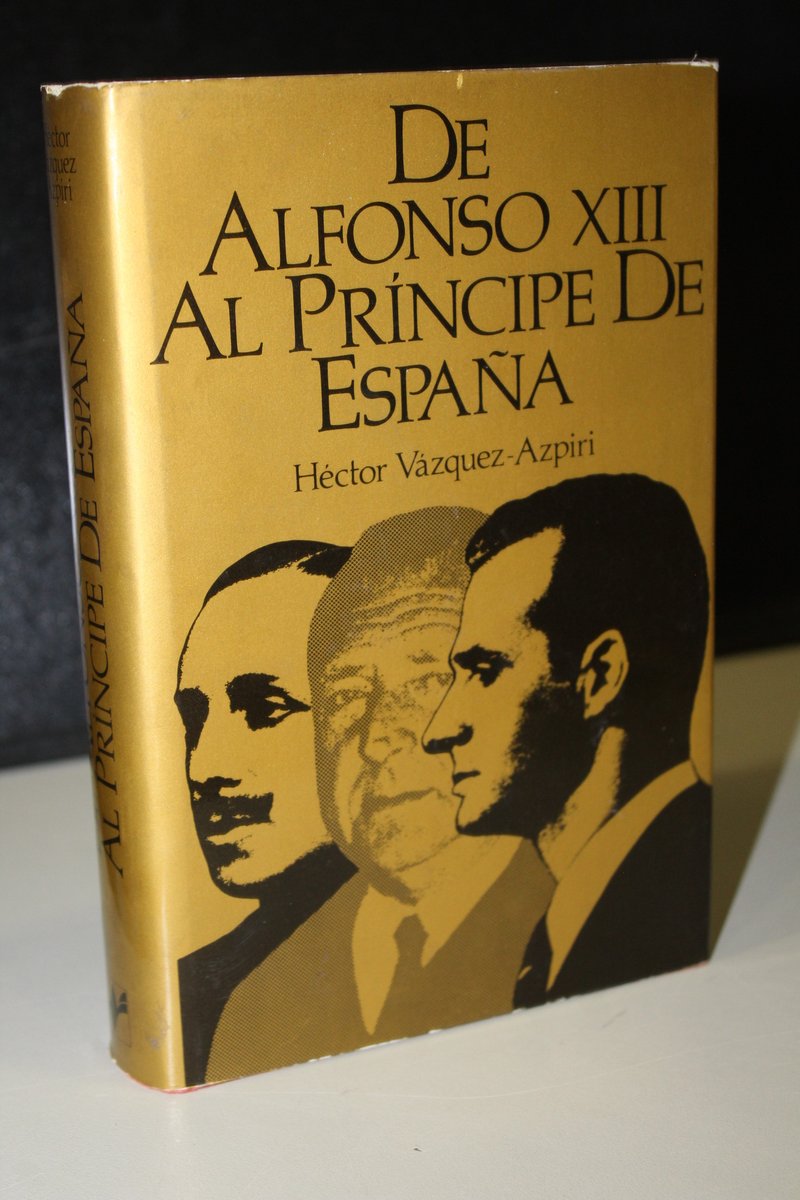 DE
ALFONSO XIII
AL PRÍNCIPE DE
ESPAÑA
Héctor Vázquez-Azpiri
AL PRÍNCIPE DE ESPAÑA